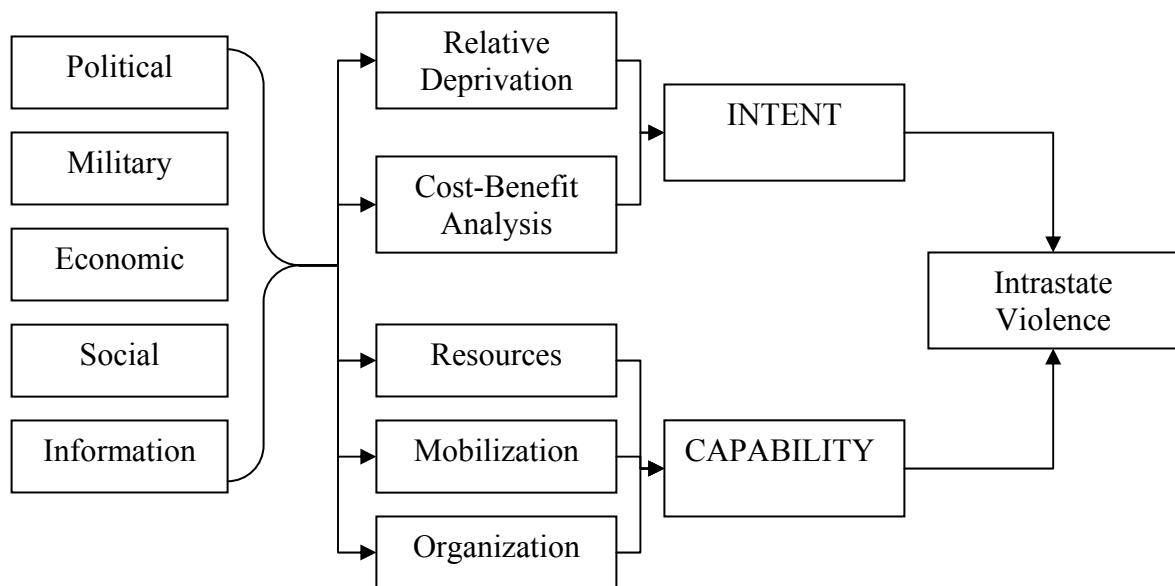 Political
Military
Economic
Social
Information
Relative
Deprivation
Cost-Benefit
Analysis
Resources
Mobilization
Organization
INTENT
CAPABILITY
Intrastate
Violence